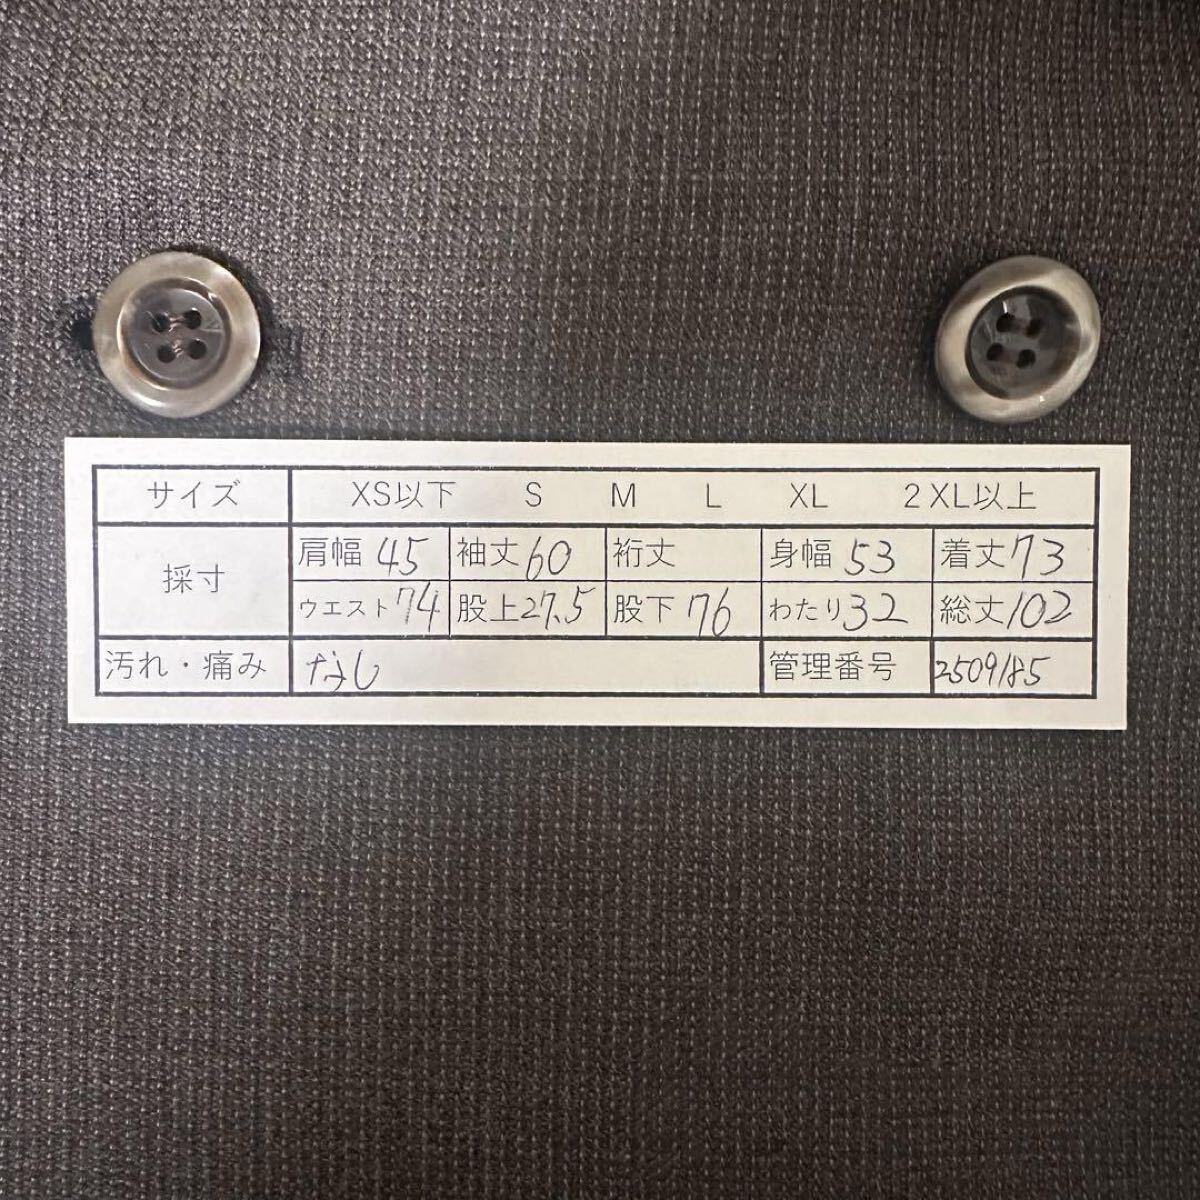 サイズ XS以下 S M L XL 2XL以上
採寸 肩幅 45 袖丈 60 裄丈 身幅 53 着丈 73
ウエスト 74 股上 27.5 股下 76 わたり 32 総丈 102
汚れ・痛み なし 管理番号 2509185